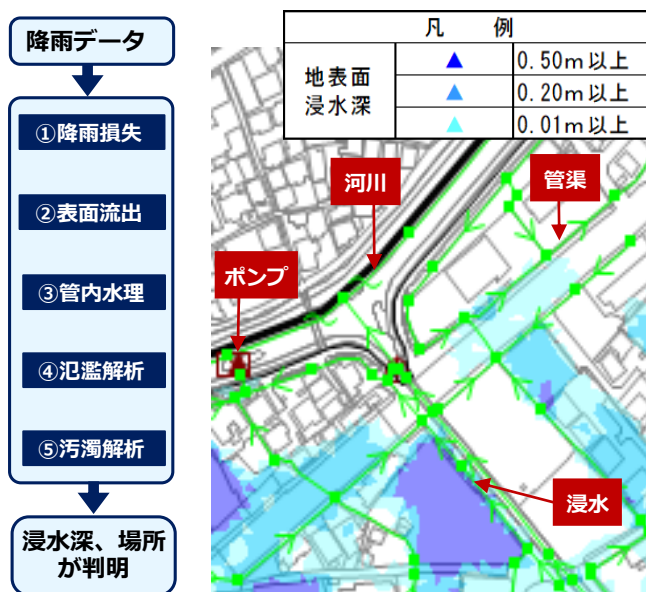 降雨データ
①降雨損失
②表面流出
③管内水理
④氾濫解析
⑤汚濁解析
浸水深、場所
が判明
凡 例
地表面
浸水深
0.50m以上
0.20m以上
0.01m以上
河川
管渠
ポンプ
浸水